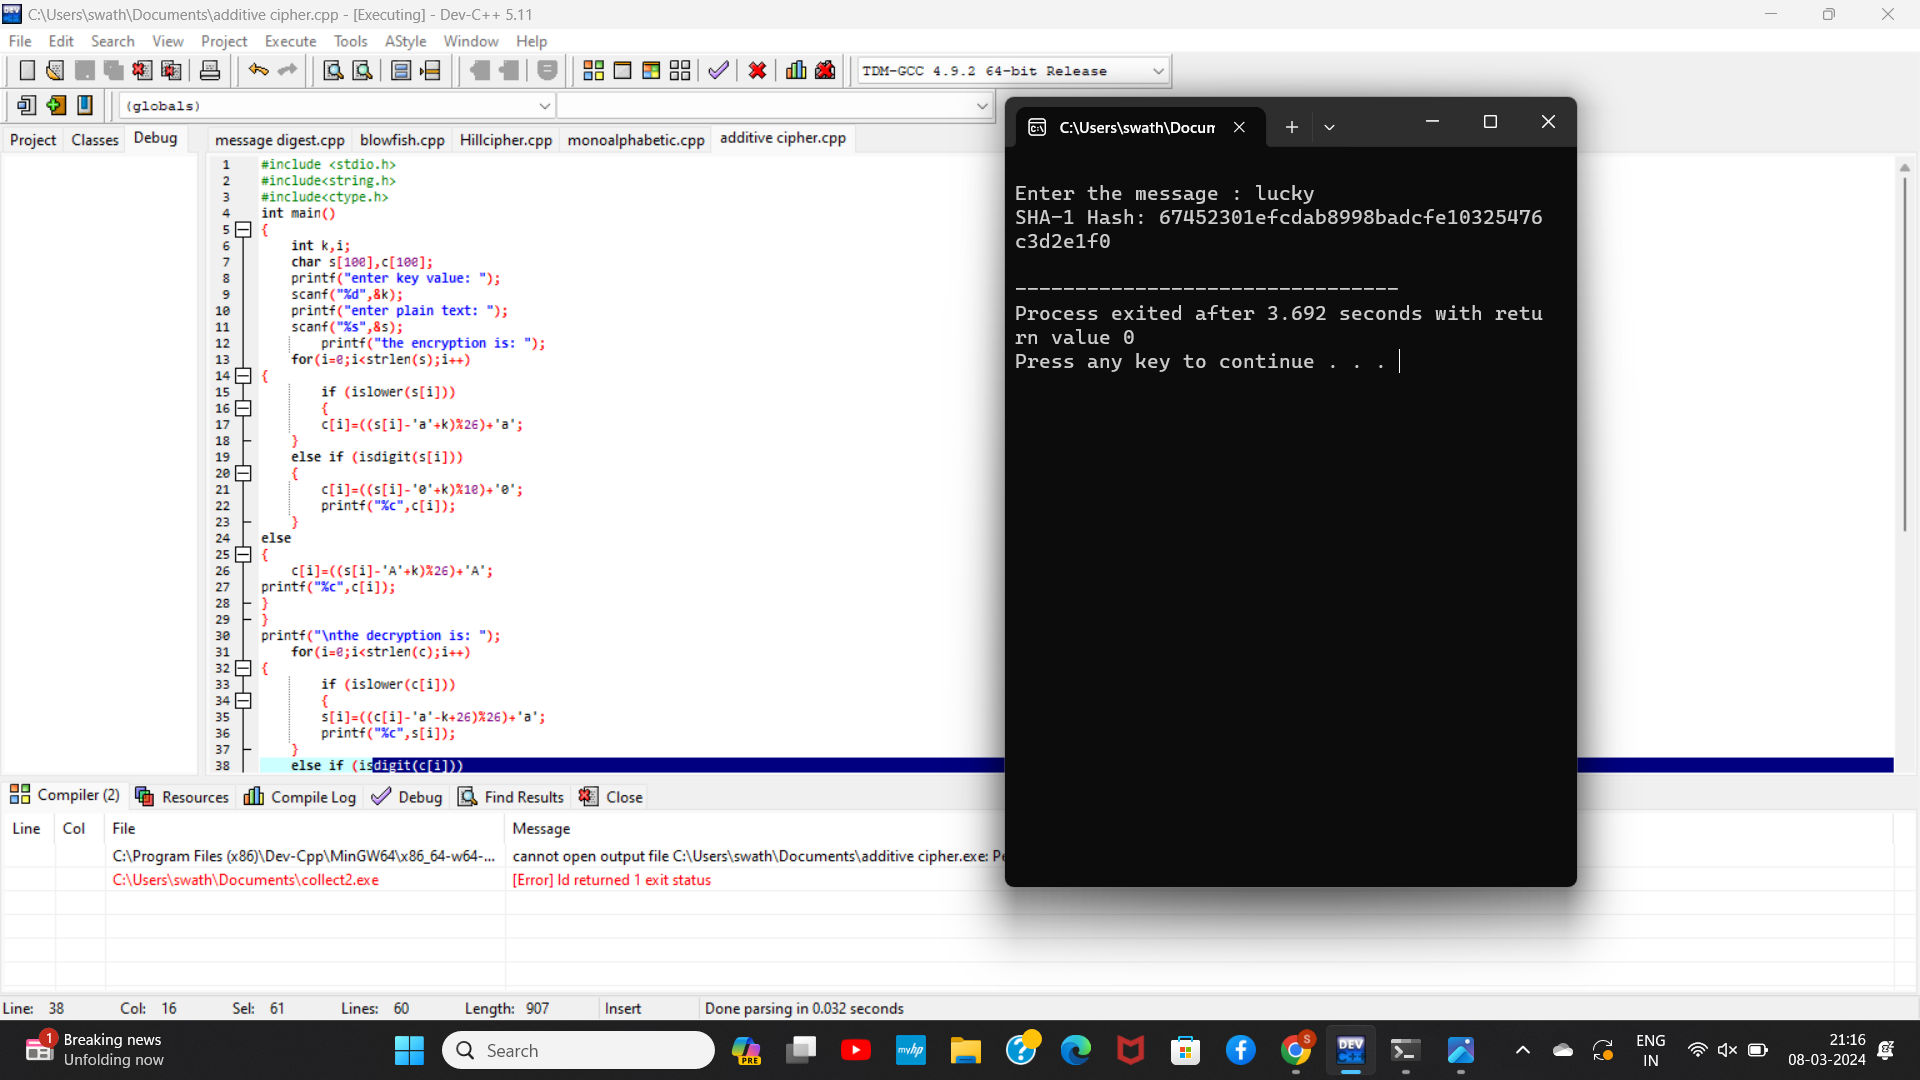 C:\Users\swath\Documents\additive cipher.cpp - [Executing] - Dev-C++ 5.11
File Edit Search View Project Execute Tools AStyle Window Help
TDM-GCC 4.9.2 64-bit Release
(globals)
Project Classes Debug
message digest.cpp blowfish.cpp Hillcipher.cpp monoalphabetic.cpp additive cipher.cpp
1 #include <stdio.h>
2 #include<string.h>
3 #include<ctype.h>
4 int main()
5 {
6 int k,i;
7 char s[100],c[100];
8 printf("enter key value: ");
9 scanf("%d",&k);
10 printf("enter plain text: ");
11 scanf("%s",&s);
12 printf("the encryption is: ");
13 for(i=0;i<strlen(s);i++)
14 {
15 if (islower(s[i]))
16 {
17 c[i]=((s[i]-'a'+k)%26)+'a';
18 }
19 else if (isdigit(s[i]))
20 {
21 c[i]=((s[i]-'0'+k)%10)+'0';
22 printf("%c",c[i]);
23 }
24 else
25 {
26 c[i]=((s[i]-'A'+k)%26)+'A';
27 printf("%c",c[i]);
28 }
29 }
30 printf("\nthe decryption is: ");
31 for(i=0;i<strlen(c);i++)
32 {
33 if (islower(c[i]))
34 {
35 s[i]=((c[i]-'a'-k+26)%26)+'a';
36 printf("%c",s[i]);
37 }
38 else if (isdigit(c[i]))
C:\Users\swath\Docum
Enter the message : lucky
SHA-1 Hash: 67452301efcdab8998badcfe10325476
c3d2e1f0
--------------------------------
Process exited after 3.692 seconds with retu
rn value 0
Press any key to continue . . .
Compiler (2) Resources Compile Log Debug Find Results Close
Line Col File Message
C:\Program Files (x86)\Dev-Cpp\MinGW64\x86_64-w64-... cannot open output file C:\Users\swath\Documents\additive cipher.exe: Pe
C:\Users\swath\Documents\collect2.exe [Error] ld returned 1 exit status
Line: 38 Col: 16 Sel: 61 Lines: 60 Length: 907 Insert Done parsing in 0.032 seconds
1 Breaking news
Unfolding now
Search
PRE
myhp
S
DEV
C++
ENG
IN
21:16
08-03-2024